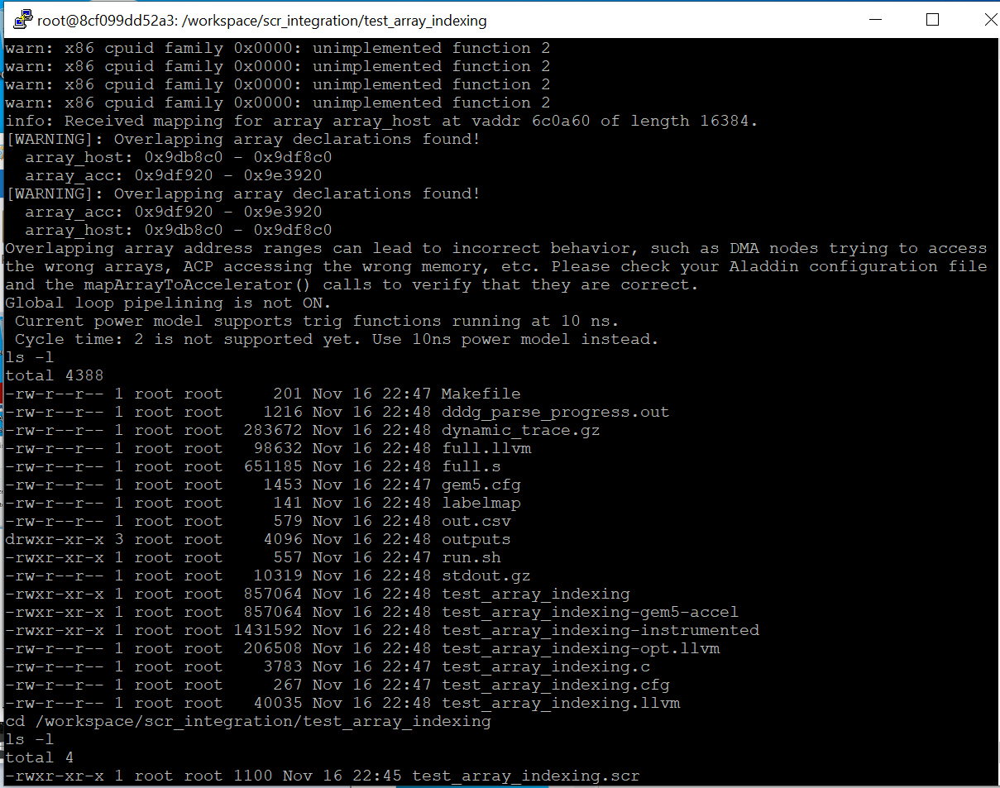 root@8cf099dd52a3: /workspace/scr_integration/test_array_indexing
warn: x86 cpuid family 0x0000: unimplemented function 2
warn: x86 cpuid family 0x0000: unimplemented function 2
warn: x86 cpuid family 0x0000: unimplemented function 2
warn: x86 cpuid family 0x0000: unimplemented function 2
info: Received mapping for array array_host at vaddr 6c0a60 of length 16384.
[WARNING]: Overlapping array declarations found!
  array_host: 0x9db8c0 - 0x9df8c0
  array_acc: 0x9df920 - 0x9e3920
[WARNING]: Overlapping array declarations found!
  array_acc: 0x9df920 - 0x9e3920
  array_host: 0x9db8c0 - 0x9df8c0
Overlapping array address ranges can lead to incorrect behavior, such as DMA nodes trying to access
the wrong arrays, ACP accessing the wrong memory, etc. Please check your Aladdin configuration file
and the mapArrayToAccelerator() calls to verify that they are correct.
Global loop pipelining is not ON.
 Current power model supports trig functions running at 10 ns.
 Cycle time: 2 is not supported yet. Use 10ns power model instead.
ls -l
total 4388
-rw-r--r-- 1 root root     201 Nov 16 22:47 Makefile
-rw-r--r-- 1 root root    1216 Nov 16 22:48 dddg_parse_progress.out
-rw-r--r-- 1 root root  283672 Nov 16 22:48 dynamic_trace.gz
-rw-r--r-- 1 root root   98632 Nov 16 22:48 full.llvm
-rw-r--r-- 1 root root  651185 Nov 16 22:48 full.s
-rw-r--r-- 1 root root    1453 Nov 16 22:47 gem5.cfg
-rw-r--r-- 1 root root     141 Nov 16 22:48 labelmap
-rw-r--r-- 1 root root     579 Nov 16 22:48 out.csv
drwxr-xr-x 3 root root    4096 Nov 16 22:48 outputs
-rwxr-xr-x 1 root root     557 Nov 16 22:47 run.sh
-rw-r--r-- 1 root root   10319 Nov 16 22:48 stdout.gz
-rwxr-xr-x 1 root root  857064 Nov 16 22:48 test_array_indexing
-rwxr-xr-x 1 root root  857064 Nov 16 22:48 test_array_indexing-gem5-accel
-rwxr-xr-x 1 root root 1431592 Nov 16 22:48 test_array_indexing-instrumented
-rw-r--r-- 1 root root  206508 Nov 16 22:48 test_array_indexing-opt.llvm
-rw-r--r-- 1 root root    3783 Nov 16 22:47 test_array_indexing.c
-rw-r--r-- 1 root root     267 Nov 16 22:47 test_array_indexing.cfg
-rw-r--r-- 1 root root   40035 Nov 16 22:48 test_array_indexing.llvm
cd /workspace/scr_integration/test_array_indexing
ls -l
total 4
-rwxr-xr-x 1 root root 1100 Nov 16 22:45 test_array_indexing.scr